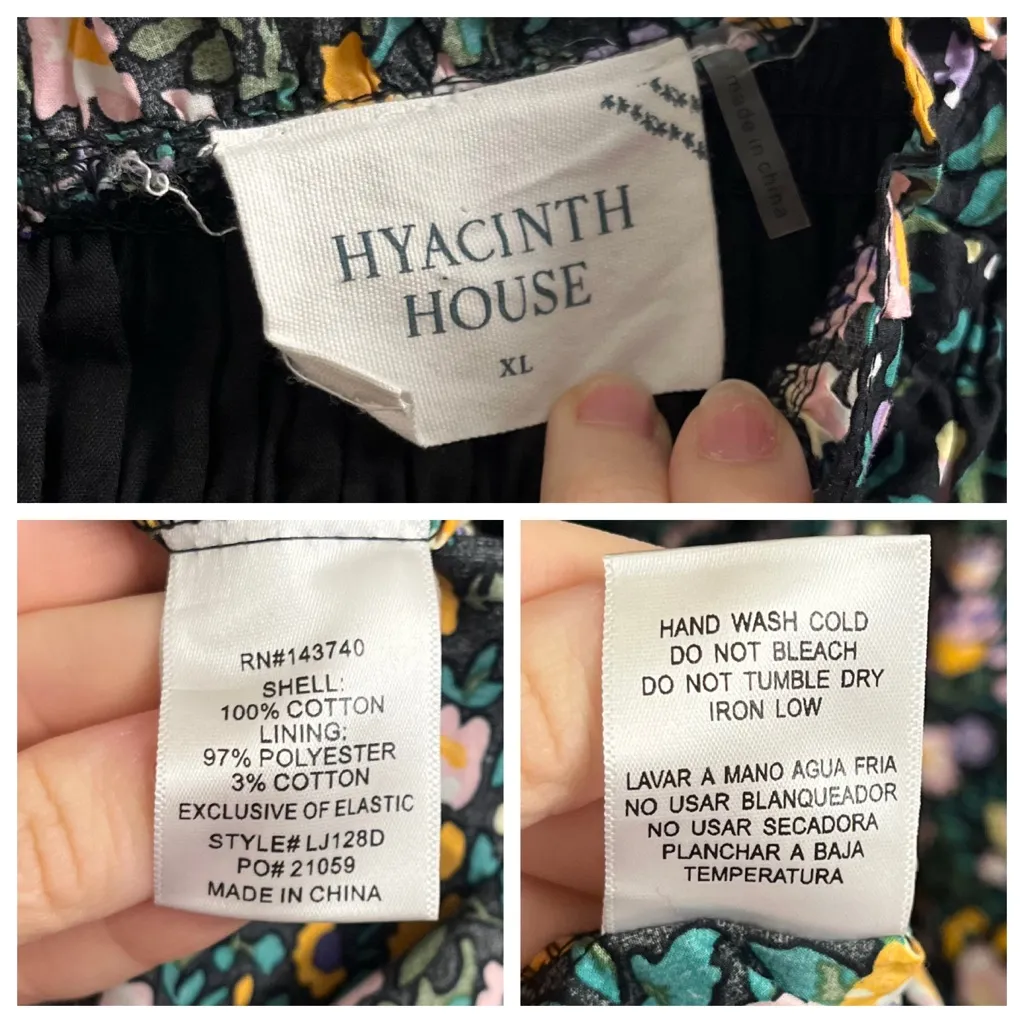 HYACINTH
HOUSE
XL
made in china
RN#143740
SHELL:
100% COTTON
LINING:
97% POLYESTER
3% COTTON
EXCLUSIVE OF ELASTIC
STYLE# LJ128D
PO# 21059
MADE IN CHINA
HAND WASH COLD
DO NOT BLEACH
DO NOT TUMBLE DRY
IRON LOW
LAVAR A MANO AGUA FRIA
NO USAR BLANQUEADOR
NO USAR SECADORA
PLANCHAR A BAJA
TEMPERATURA